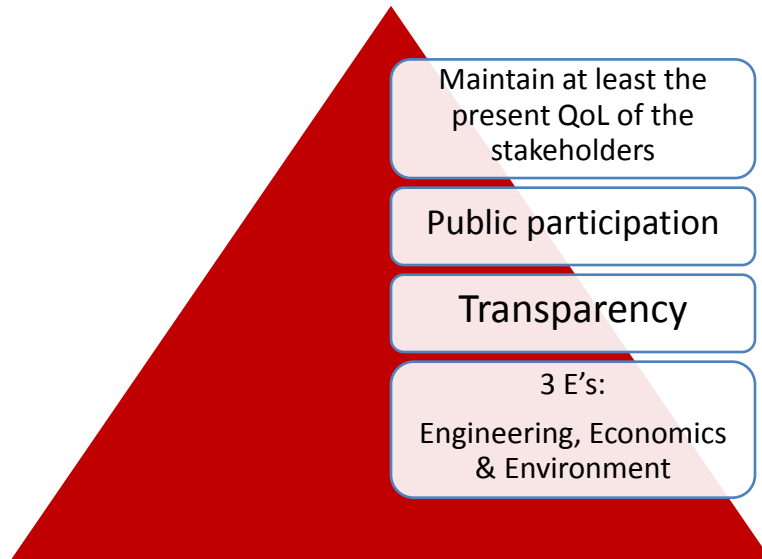 Maintain at least the
present QoL of the
stakeholders
Public participation
Transparency
3 E’s:
Engineering, Economics
& Environment